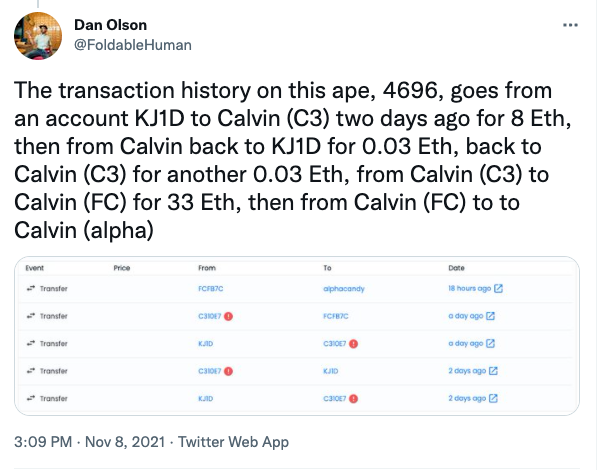 Dan Olson
@FoldableHuman
The transaction history on this ape, 4696, goes from
an account KJ1D to Calvin (C3) two days ago for 8 Eth,
then from Calvin back to KJ1D for 0.03 Eth, back to
Calvin (C3) for another 0.03 Eth, from Calvin (C3) to
Calvin (FC) for 33 Eth, then from Calvin (FC) to to
Calvin (alpha)
Event Price From To Date
Transfer FCFB7C alphacandy 18 hours ago
Transfer C310E7 FCFB7C a day ago
Transfer KJ1D C310E7 a day ago
Transfer C310E7 KJ1D 2 days ago
Transfer KJ1D C310E7 2 days ago
3:09 PM · Nov 8, 2021 · Twitter Web App